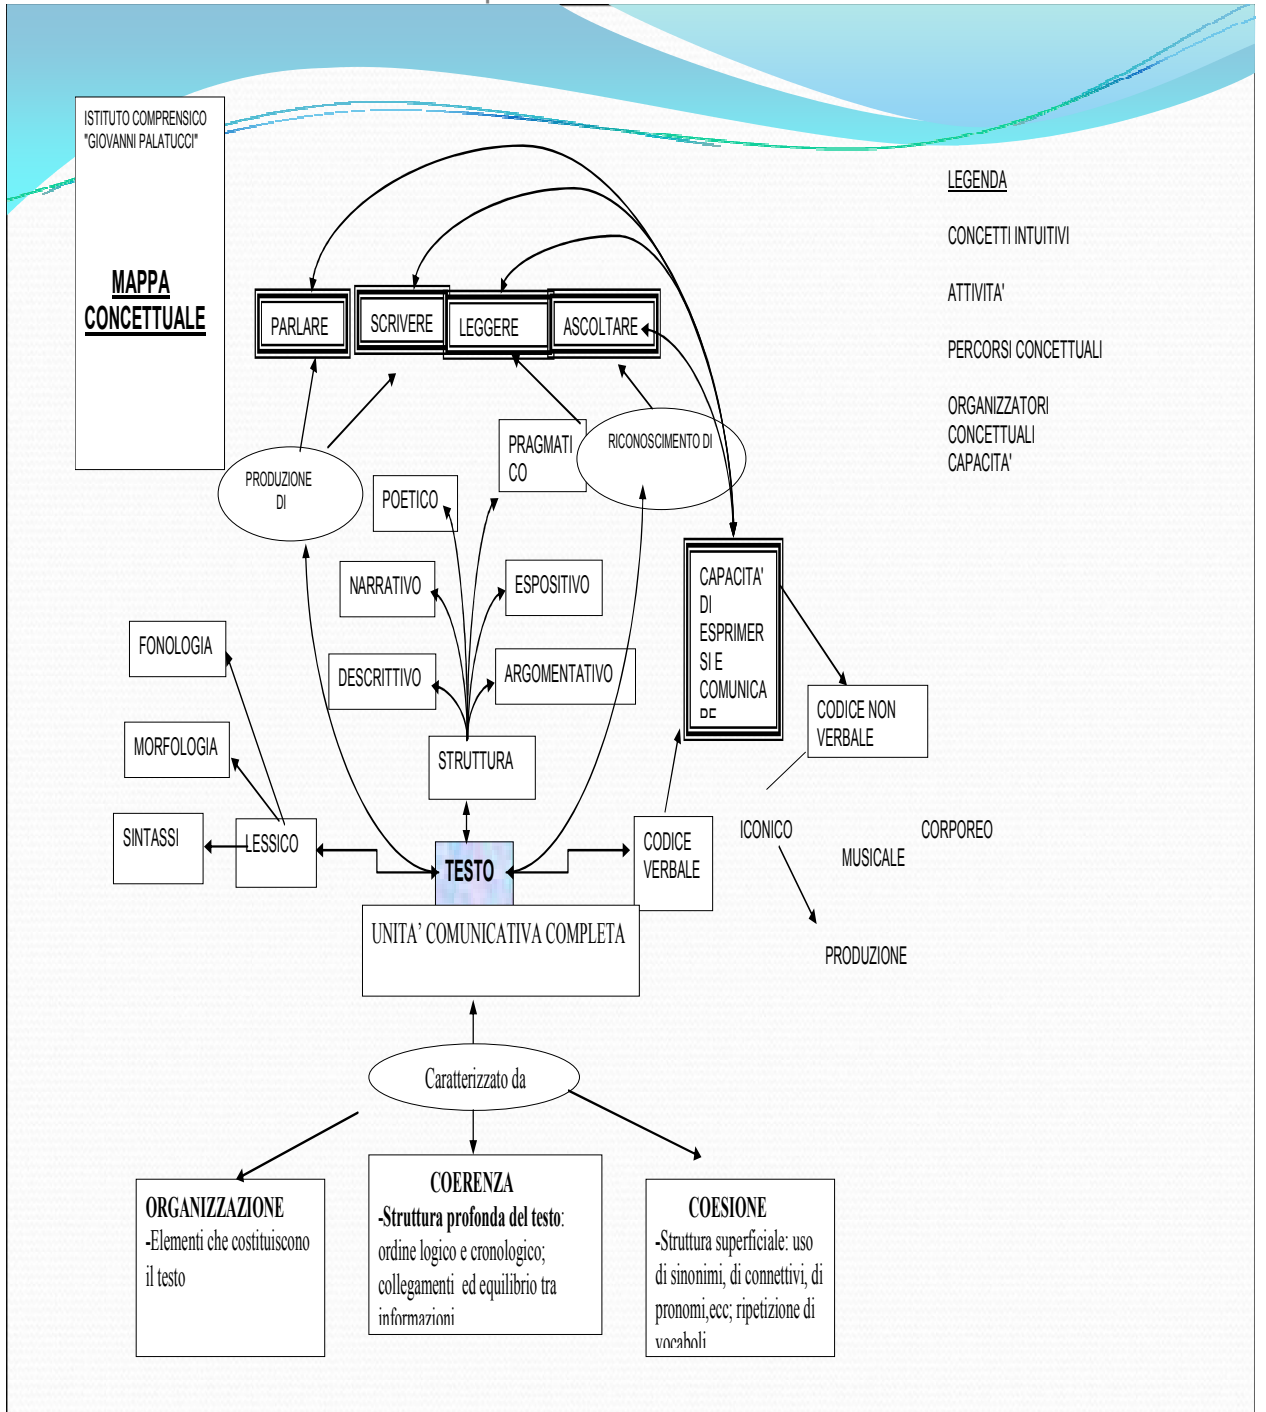 ISTITUTO COMPRENSICO
"GIOVANNI PALATUCCI"
MAPPA
CONCETTUALE
LEGENDA
CONCETTI INTUITIVI
ATTIVITA'
PERCORSI CONCETTUALI
ORGANIZZATORI
CONCETTUALI
CAPACITA'
PARLARE
SCRIVERE
LEGGERE
ASCOLTARE
PRODUZIONE
DI
POETICO
PRAGMATI
CO
RICONOSCIMENTO DI
NARRATIVO
ESPOSITIVO
DESCRITTIVO
ARGOMENTATIVO
STRUTTURA
FONOLOGIA
MORFOLOGIA
SINTASSI
LESSICO
TESTO
CAPACITA'
DI
ESPRIMER
SI E
COMUNICA
RE
CODICE NON
VERBALE
CODICE
VERBALE
ICONICO
CORPOREO
MUSICALE
PRODUZIONE
UNITA’ COMUNICATIVA COMPLETA
Caratterizzato da
ORGANIZZAZIONE
-Elementi che costituiscono
il testo
COERENZA
-Struttura profonda del testo:
ordine logico e cronologico;
collegamenti ed equilibrio tra
informazioni
COESIONE
-Struttura superficiale: uso
di sinonimi, di connettivi, di
pronomi,ecc; ripetizione di
vocaboli